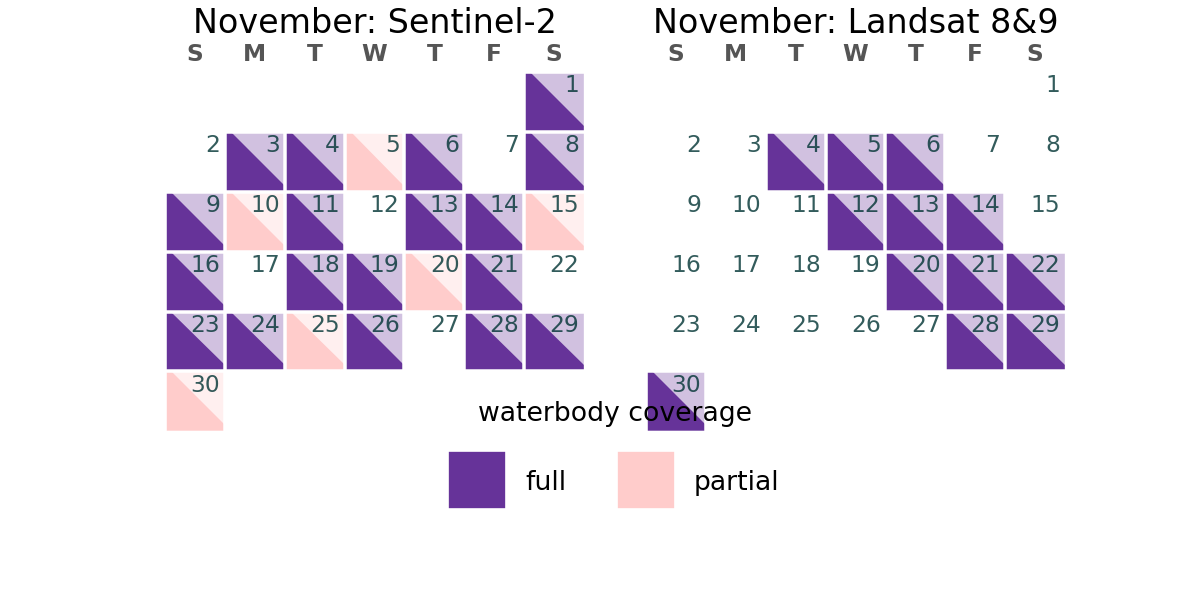 November: Sentinel-2
S M T W T F S
1
2 3 4 5 6 7 8
9 10 11 12 13 14 15
16 17 18 19 20 21 22
23 24 25 26 27 28 29
30
November: Landsat 8&9
S M T W T F S
1
2 3 4 5 6 7 8
9 10 11 12 13 14 15
16 17 18 19 20 21 22
23 24 25 26 27 28 29
30
waterbody coverage
full partial